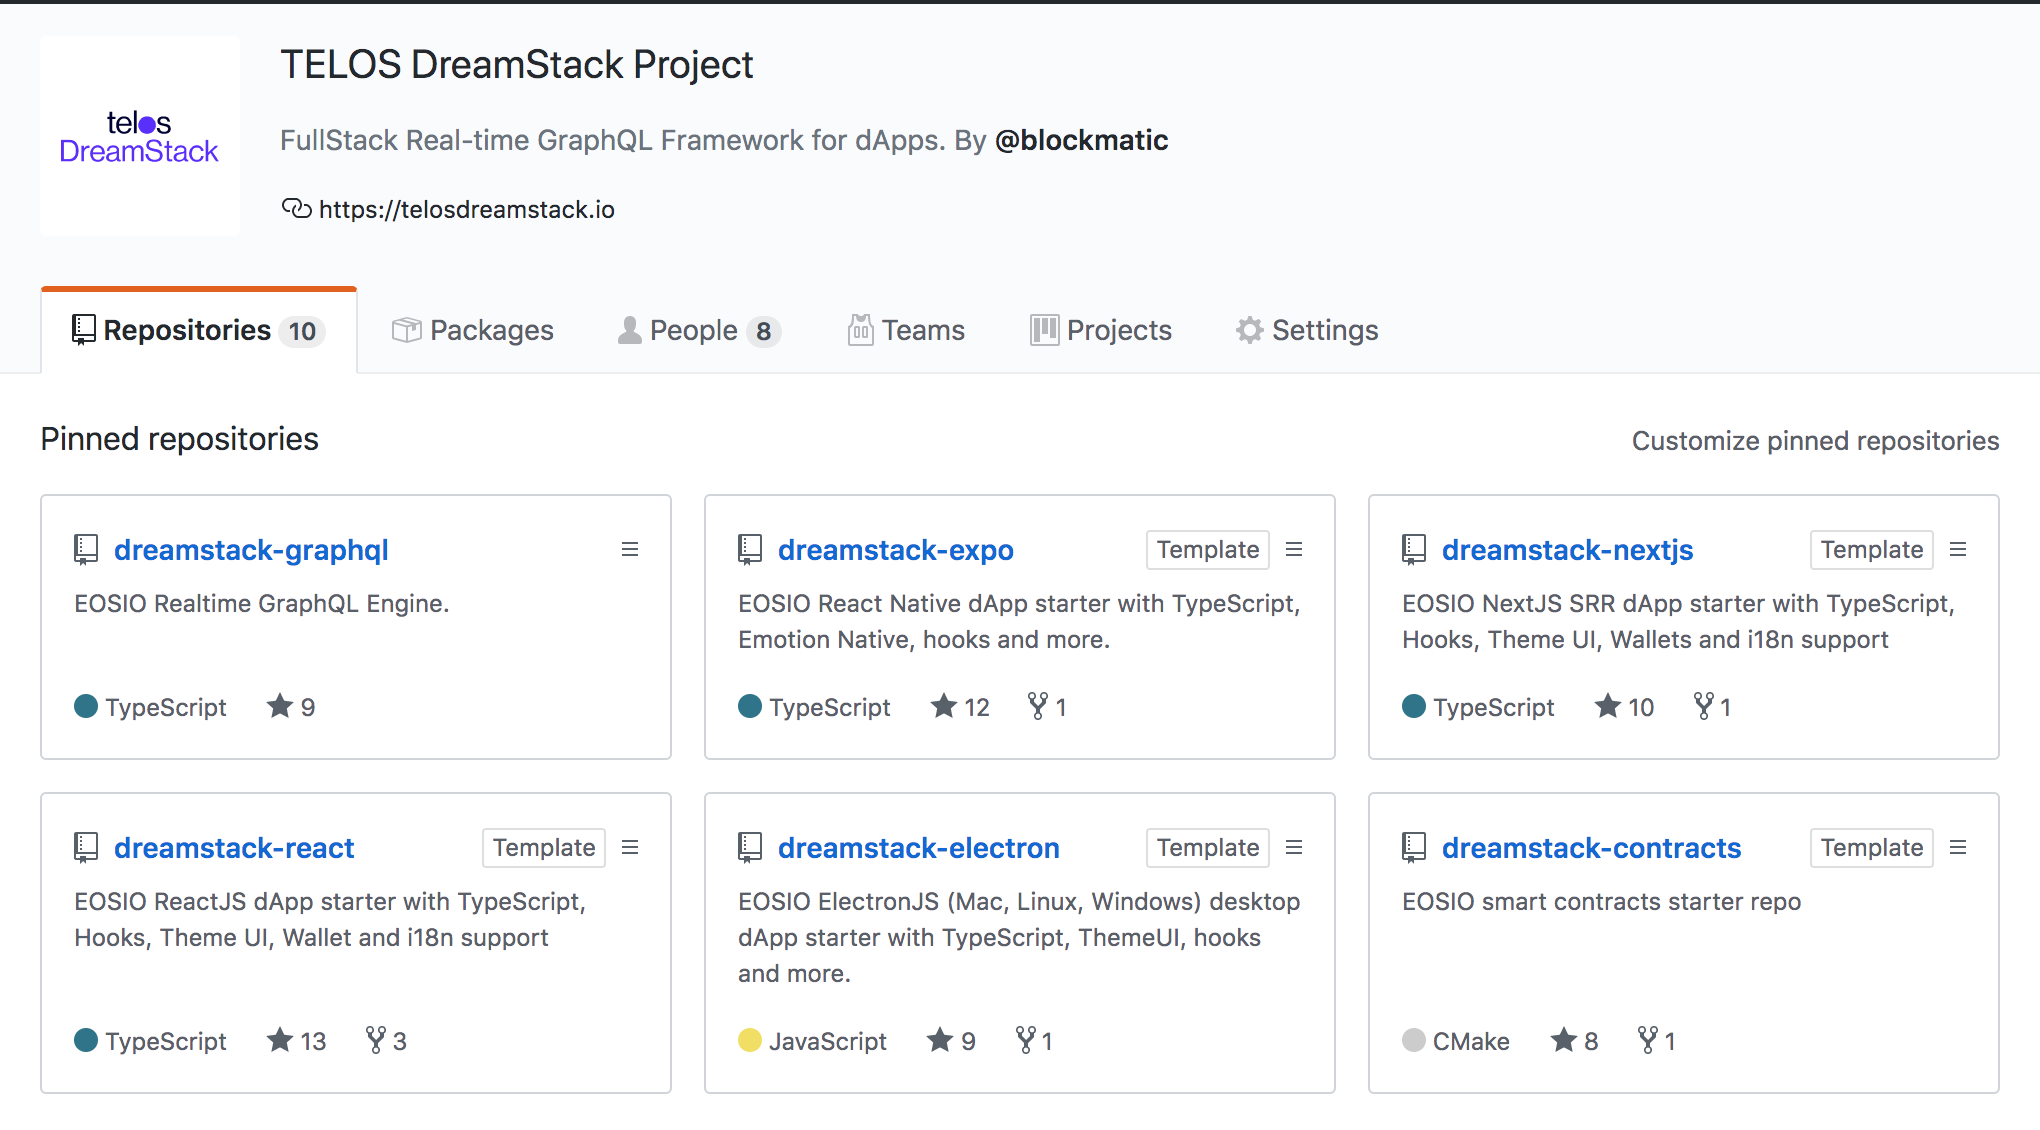 telos
DreamStack
TELOS DreamStack Project
FullStack Real-time GraphQL Framework for dApps. By @blockmatic
https://telosdreamstack.io
Repositories 10
Packages
People 8
Teams
Projects
Settings
Pinned repositories
Customize pinned repositories
dreamstack-graphql
EOSIO Realtime GraphQL Engine.
TypeScript 9
dreamstack-expo Template
EOSIO React Native dApp starter with TypeScript,
Emotion Native, hooks and more.
TypeScript 12 1
dreamstack-nextjs Template
EOSIO NextJS SRR dApp starter with TypeScript,
Hooks, Theme UI, Wallets and i18n support
TypeScript 10 1
dreamstack-react Template
EOSIO ReactJS dApp starter with TypeScript,
Hooks, Theme UI, Wallet and i18n support
TypeScript 13 3
dreamstack-electron Template
EOSIO ElectronJS (Mac, Linux, Windows) desktop
dApp starter with TypeScript, ThemeUI, hooks
and more.
JavaScript 9 1
dreamstack-contracts Template
EOSIO smart contracts starter repo
CMake 8 1